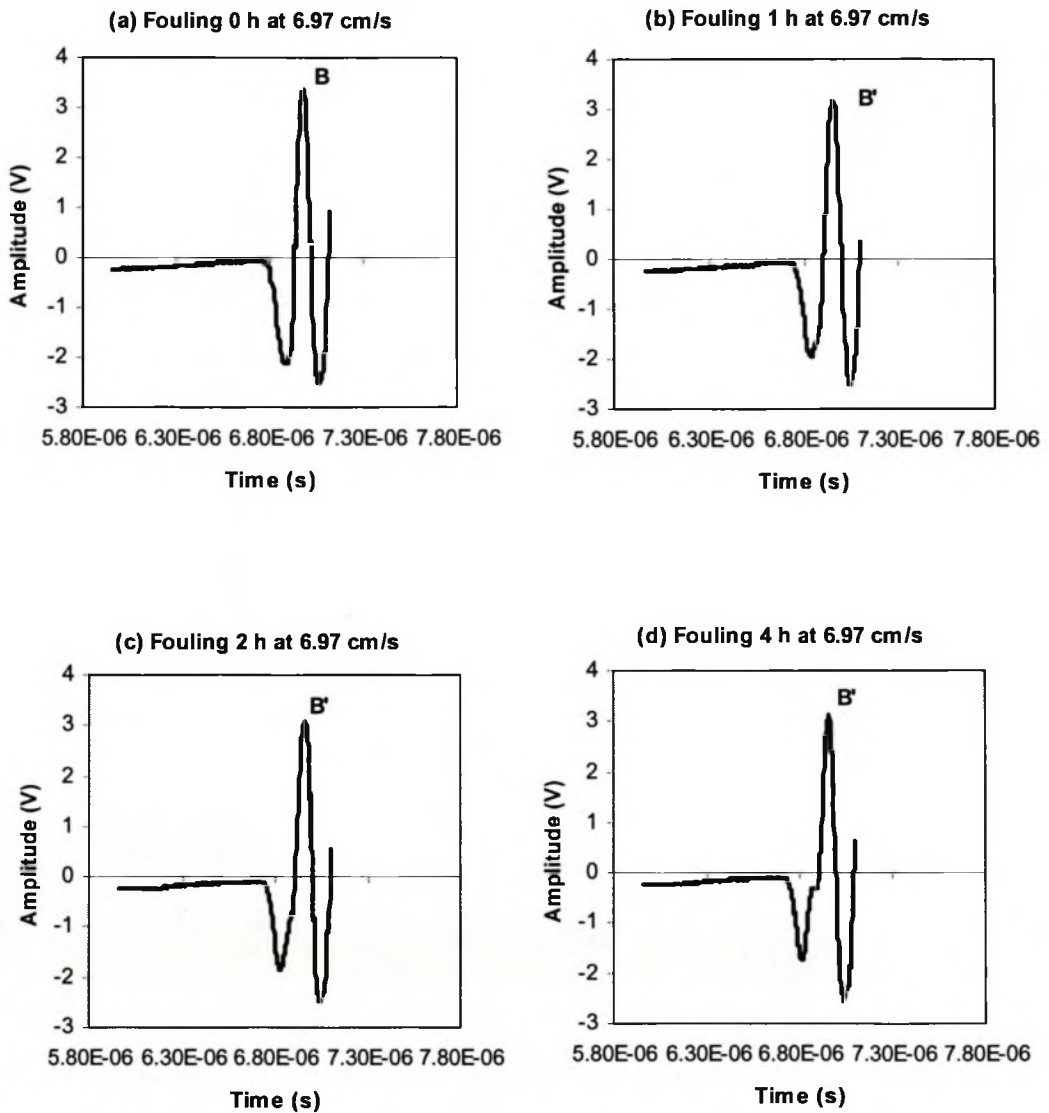 (a) Fouling 0 h at 6.97 cm/s
4
3
2
1
0
-1
-2
-3
B
Amplitude (V)
5.80E-06 6.30E-06 6.80E-06 7.30E-06 7.80E-06
Time (s)
(b) Fouling 1 h at 6.97 cm/s
4
3
2
1
0
-1
-2
-3
B'
Amplitude (V)
5.80E-06 6.30E-06 6.80E-06 7.30E-06 7.80E-06
Time (s)
(c) Fouling 2 h at 6.97 cm/s
4
3
2
1
0
-1
-2
-3
B'
Amplitude (V)
5.80E-06 6.30E-06 6.80E-06 7.30E-06 7.80E-06
Time (s)
(d) Fouling 4 h at 6.97 cm/s
4
3
2
1
0
-1
-2
-3
B'
Amplitude (V)
5.80E-06 6.30E-06 6.80E-06 7.30E-06 7.80E-06
Time (s)